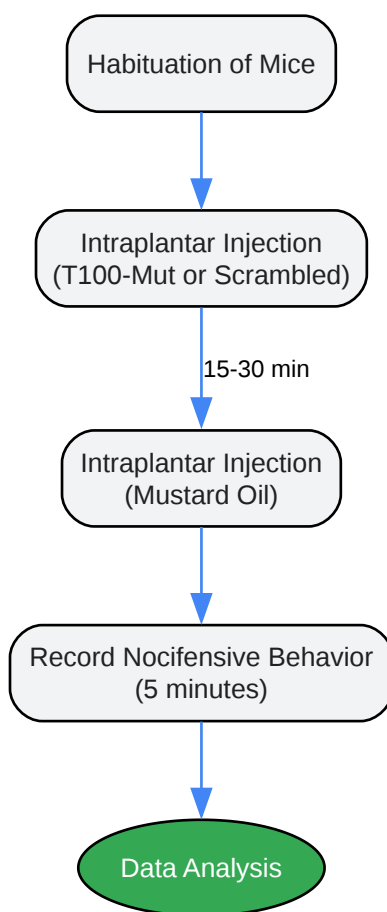 Habituation of Mice
Intraplantar Injection
(T100-Mut or Scrambled)
15-30 min
Intraplantar Injection
(Mustard Oil)
Record Nocifensive Behavior
(5 minutes)
Data Analysis